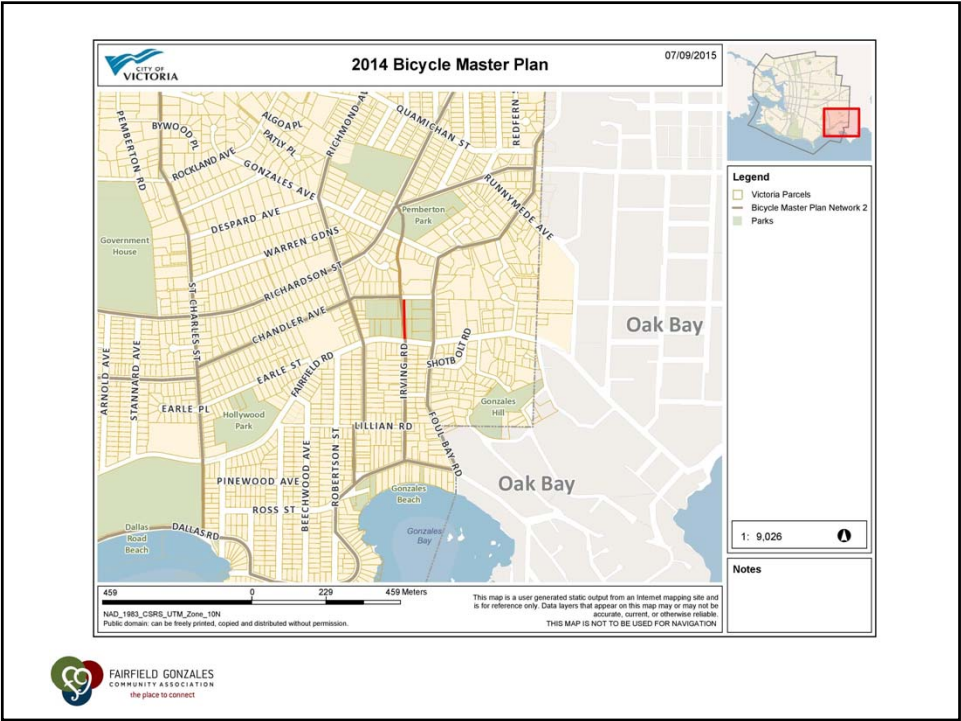 CITY OF
VICTORIA
2014 Bicycle Master Plan
07/09/2015
PEMBERTON RD
BYWOOD PL
ALGOA PL
PATLY PL
RICHMOND AV
QUAMICHAN ST
REDFERN
ROCKLAND AVE
GONZALES AVE
RUNNYMEDE AVE
DESPARD AVE
Pemberton
Park
WARREN GDNS
Government
House
RICHARDSON ST
ST CHARLES ST
CHANDLER AVE
Oak Bay
ARNOLD AVE
STANNARD AVE
EARLE ST
FAIRFIELD RD
IRVING RD
SHOTBOLT RD
EARLE PL
Hollywood
Park
Gonzales
Hill
LILLIAN RD
FOUL BAY RD
BEECHWOOD AVE
ROBERTSON ST
PINEWOOD AVE
Oak Bay
Gonzales
Beach
ROSS ST
Dallas
Road
Beach
DALLAS RD
Gonzales
Bay
Legend
Victoria Parcels
Bicycle Master Plan Network 2
Parks
1: 9,026
Notes
459 0 229 459 Meters
NAD_1983_CSRS_UTM_Zone_10N
Public domain: can be freely printed, copied and distributed without permission.
This map is a user generated static output from an Internet mapping site and
is for reference only. Data layers that appear on this map may or may not be
accurate, current, or otherwise reliable.
THIS MAP IS NOT TO BE USED FOR NAVIGATION
fg
FAIRFIELD GONZALES
COMMUNITY ASSOCIATION
the place to connect